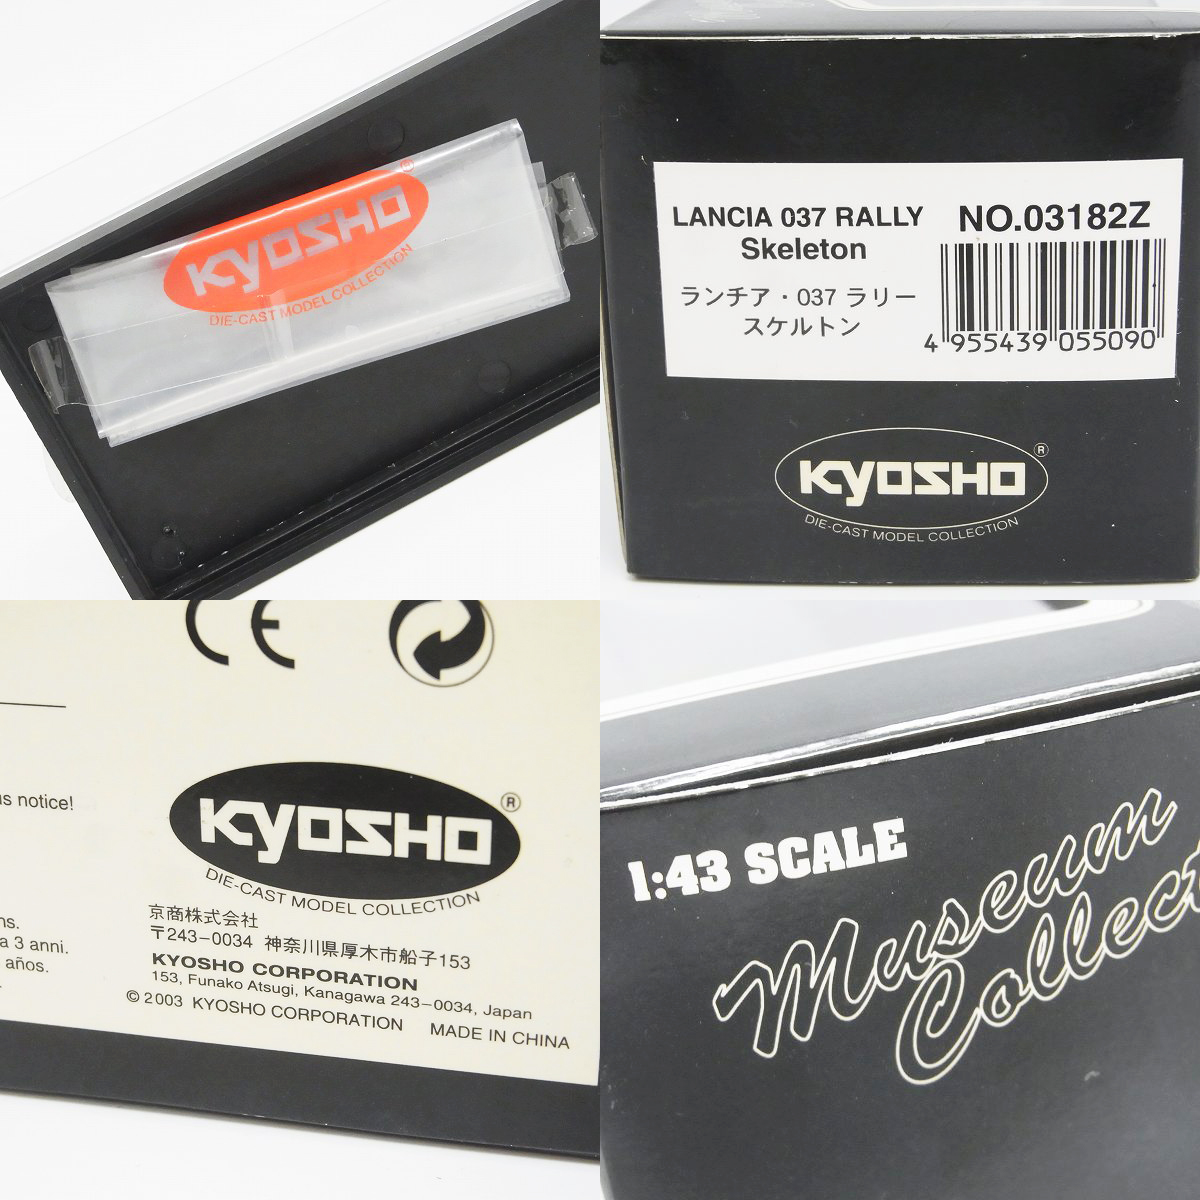 KYOSHO®
DIE-CAST MODEL COLLECTION
LANCIA 037 RALLY
Skeleton
NO.03182Z
ランチア・037 ラリー
スケルトン
4 955439 055090
KYOSHO®
DIE-CAST MODEL COLLECTION
CE
us notice!
KYOSHO®
DIE-CAST MODEL COLLECTION
京商株式会社
〒243-0034 神奈川県厚木市船子153
KYOSHO CORPORATION
153, Funako Atsugi, Kanagawa 243-0034, Japan
© 2003 KYOSHO CORPORATION MADE IN CHINA
ns.
a 3 anni.
años.
1:43 SCALE
Museum
Collect